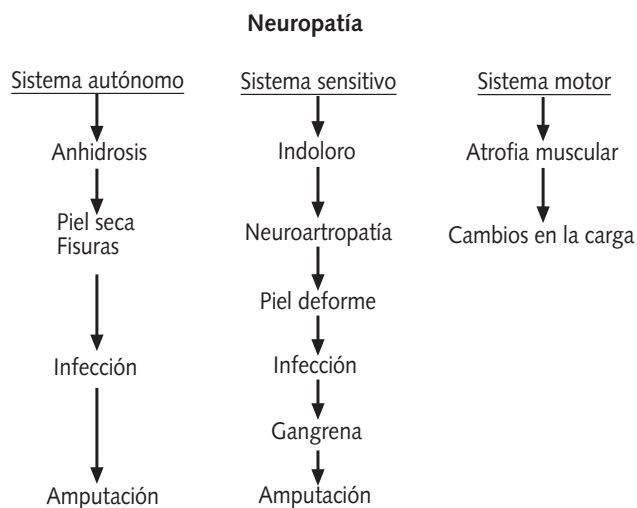 Neuropatía
Sistema autónomo
Anhidrosis
Piel seca
Fisuras
Infección
Amputación
Sistema sensitivo
Indoloro
Neuroartropatía
Piel deforme
Infección
Gangrena
Amputación
Sistema motor
Atrofia muscular
Cambios en la carga